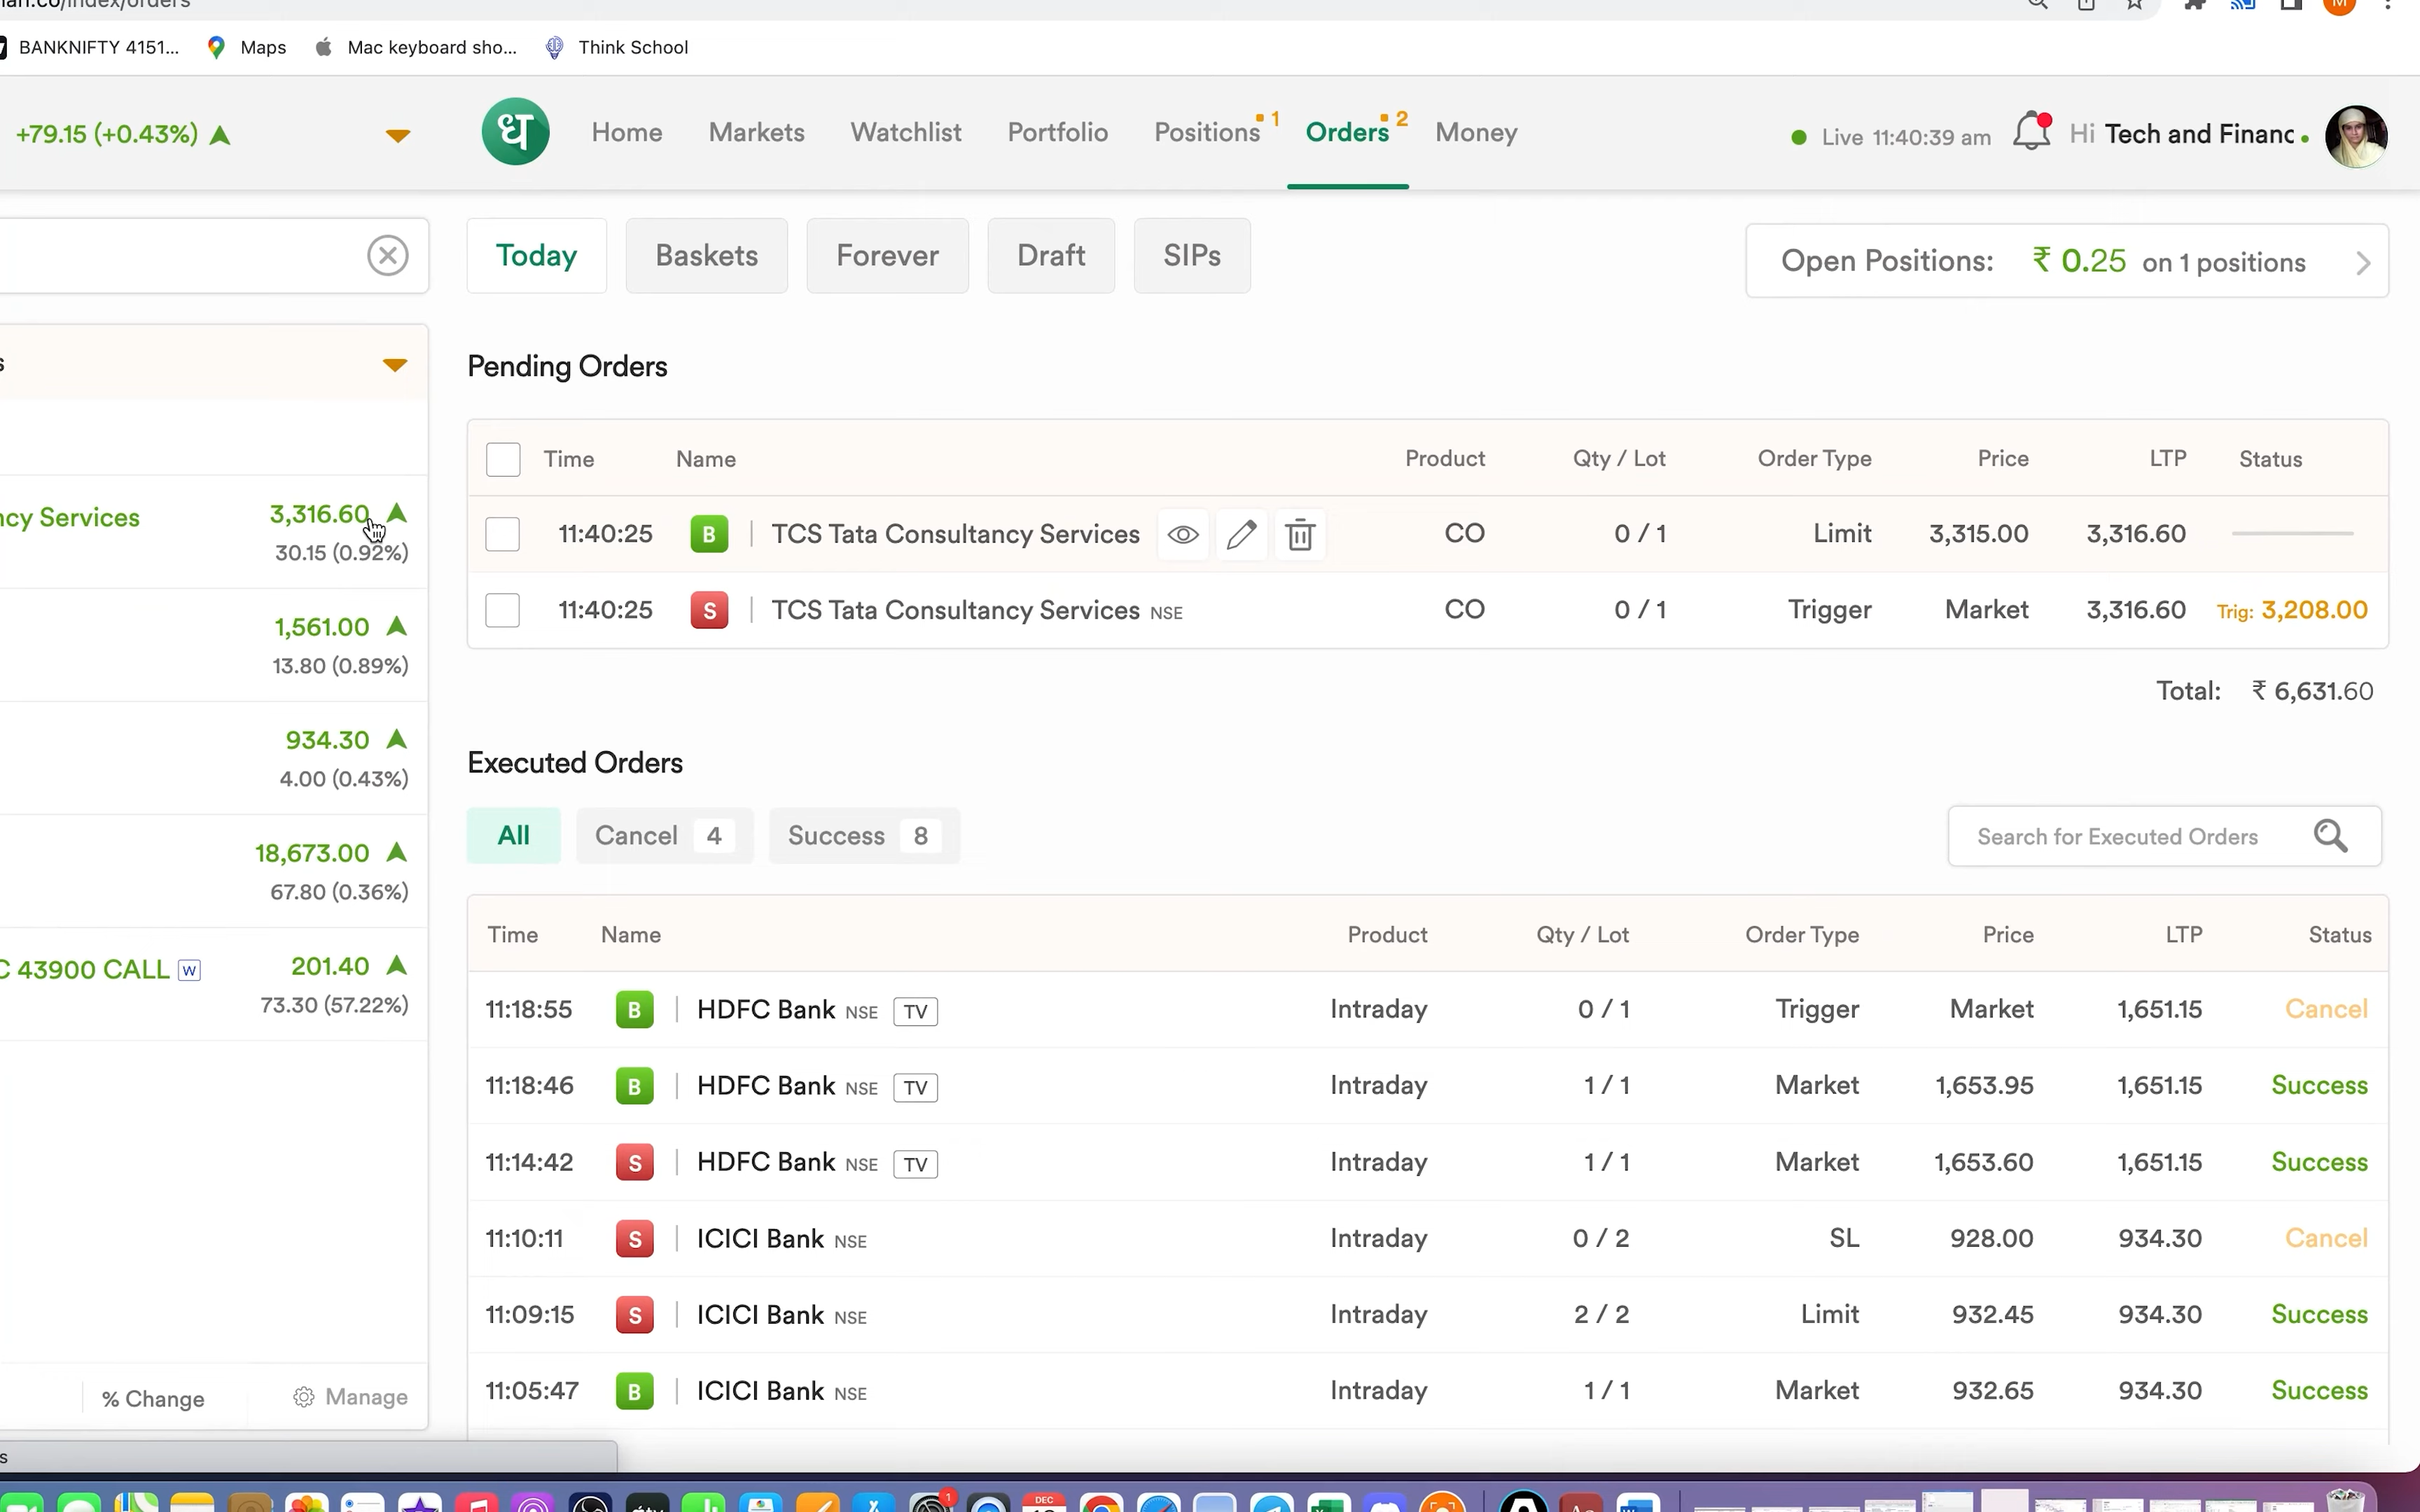 BANKNIFTY 4151... Maps Mac keyboard sho... Think School
+79.15 (+0.43%) ध Home Markets Watchlist Portfolio Positions 1 Orders 2 Money Live 11:40:39 am Hi Tech and Financ
Today Baskets Forever Draft SIPs Open Positions: ₹ 0.25 on 1 positions
Pending Orders
Time Name Product Qty / Lot Order Type Price LTP Status
11:40:25 B TCS Tata Consultancy Services CO 0 / 1 Limit 3,315.00 3,316.60
11:40:25 S TCS Tata Consultancy Services NSE CO 0 / 1 Trigger Market 3,316.60 Trig: 3,208.00
Total: ₹ 6,631.60
Services 3,316.60
30.15 (0.92%)
1,561.00
13.80 (0.89%)
934.30
4.00 (0.43%)
18,673.00
67.80 (0.36%)
43900 CALL W 201.40
73.30 (57.22%)
% Change Manage
Executed Orders
All Cancel 4 Success 8 Search for Executed Orders
Time Name Product Qty / Lot Order Type Price LTP Status
11:18:55 B HDFC Bank NSE TV Intraday 0 / 1 Trigger Market 1,651.15 Cancel
11:18:46 B HDFC Bank NSE TV Intraday 1 / 1 Market 1,653.95 1,651.15 Success
11:14:42 S HDFC Bank NSE TV Intraday 1 / 1 Market 1,653.60 1,651.15 Success
11:10:11 S ICICI Bank NSE Intraday 0 / 2 SL 928.00 934.30 Cancel
11:09:15 S ICICI Bank NSE Intraday 2 / 2 Limit 932.45 934.30 Success
11:05:47 B ICICI Bank NSE Intraday 1 / 1 Market 932.65 934.30 Success
DEC